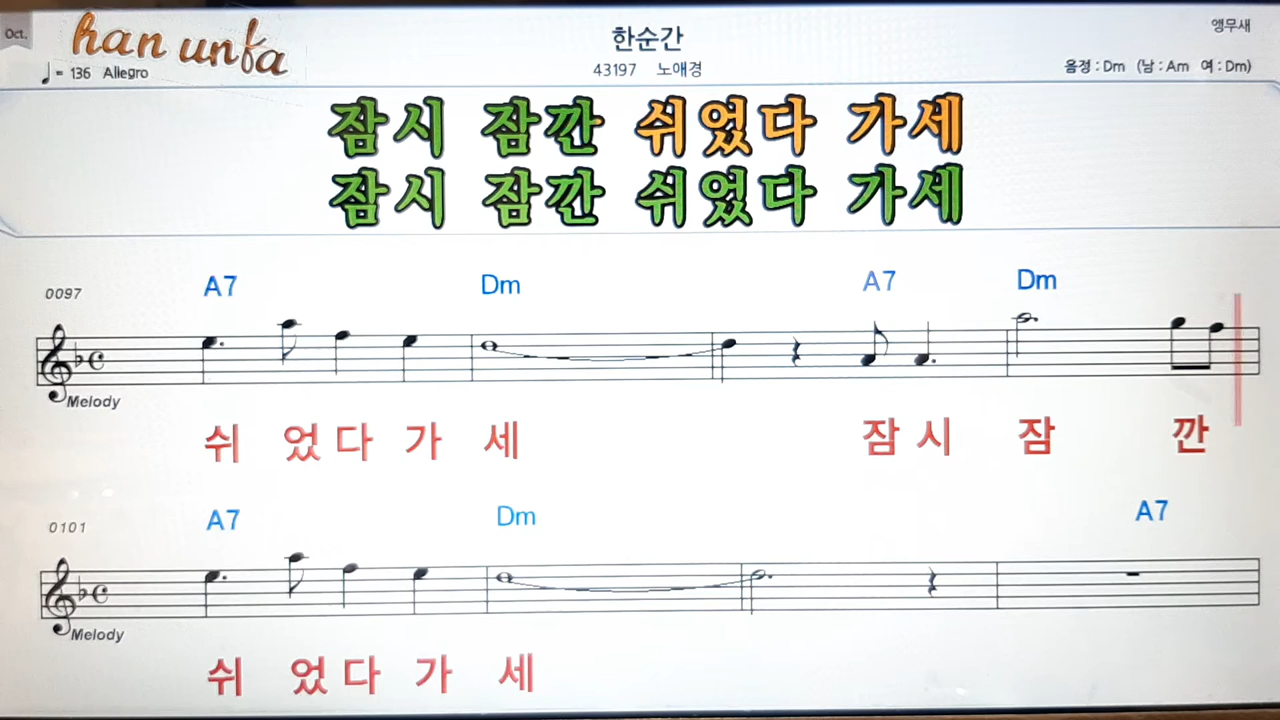 Oct.
han unfa
한순간
앵무새
♩= 136 Allegro
43197 노애경
음정 : Dm (남 : Am 여 : Dm)
잠시 잠깐 쉬었다 가세
잠시 잠깐 쉬었다 가세
0097 A7 Dm A7 Dm
Melody
쉬 었 다 가 세 잠 시 잠 깐
0101 A7 Dm A7
Melody
쉬 었 다 가 세